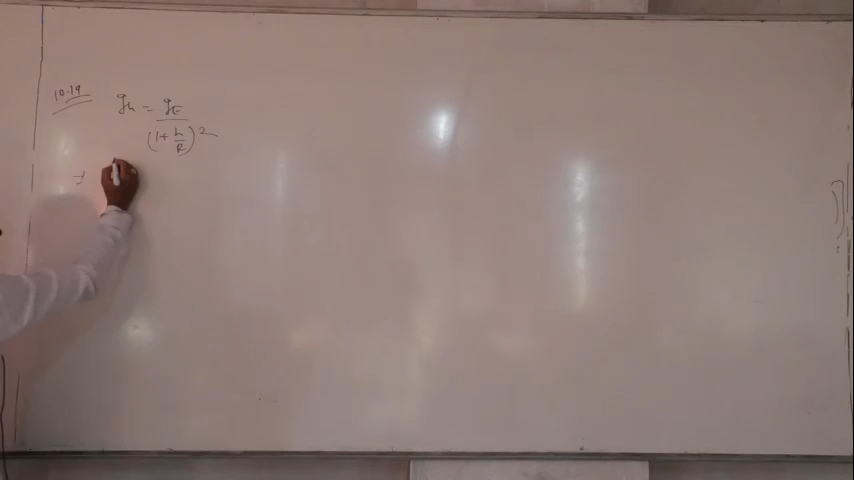 10.19
gh = gE
(1 + h/R)2